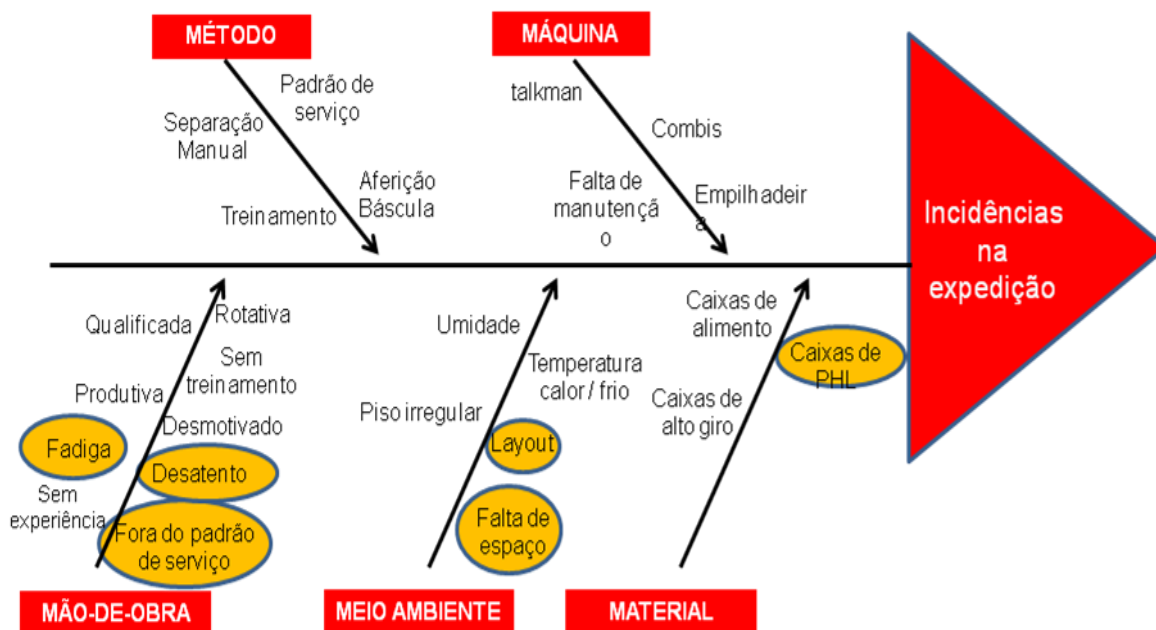 MÉTODO
MÁQUINA
Padrão de
serviço
Separação
Manual
Aferição
Báscula
Treinamento
talkman
Combis
Falta de
manutençã
o
Empilhadeir
a
Incidências
na
expedição
Qualificada
Rotativa
Sem
treinamento
Produtiva
Desmotivado
Fadiga
Desatento
Sem
experiência
Fora do padrão
de serviço
Umidade
Temperatura
calor / frio
Piso irregular
Layout
Falta de
espaço
Caixas de
alimento
Caixas de
PHL
Caixas de
alto giro
MÃO-DE-OBRA
MEIO AMBIENTE
MATERIAL